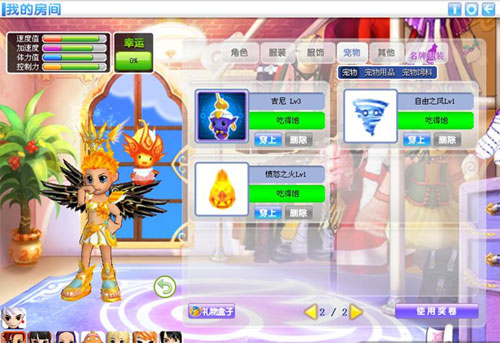 我的房间
速度值
加速度
体力值
控制力
幸运
0%
角色 服装 服饰 宠物 其他 名牌时装
宠物 宠物用品 宠物饲料
吉尼 Lv3
吃得饱
穿上 删除
自由之风Lv1
吃得饱
穿上 删除
愤怒之火Lv1
吃得饱
穿上 删除
礼物盒子
2 / 2
使用奖卷